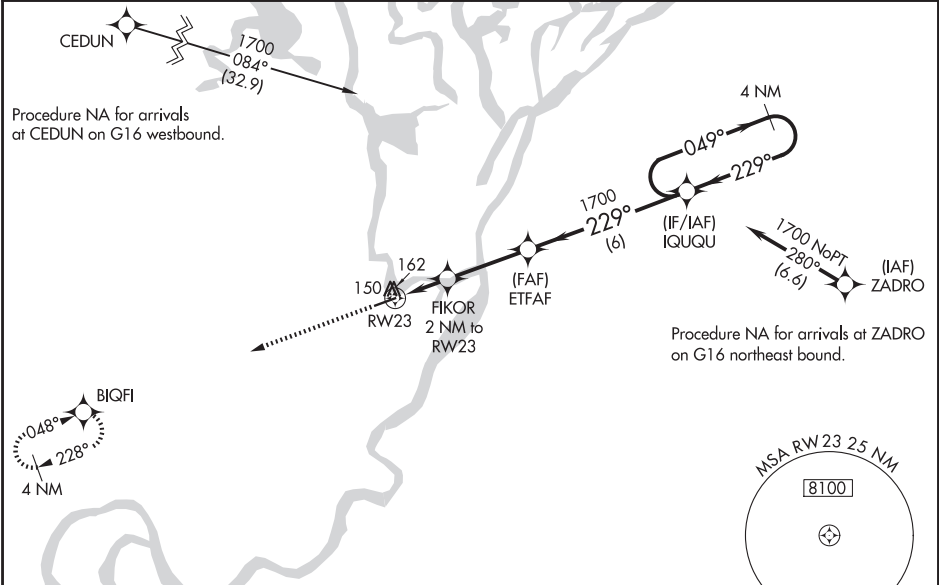 CEDUN
1700
084°
(32.9)
Procedure NA for arrivals
at CEDUN on G16 westbound.
4 NM
049°
229°
1700
229°
(6)
(IF/IAF)
IQUQU
1700 NoPT
280°
(6.6)
(IAF)
ZADRO
(FAF)
ETFAF
162
150
RW23
FIKOR
2 NM to
RW23
Procedure NA for arrivals at ZADRO
on G16 northeast bound.
BIQFI
048°
228°
4 NM
MSA RW23 25 NM
8100